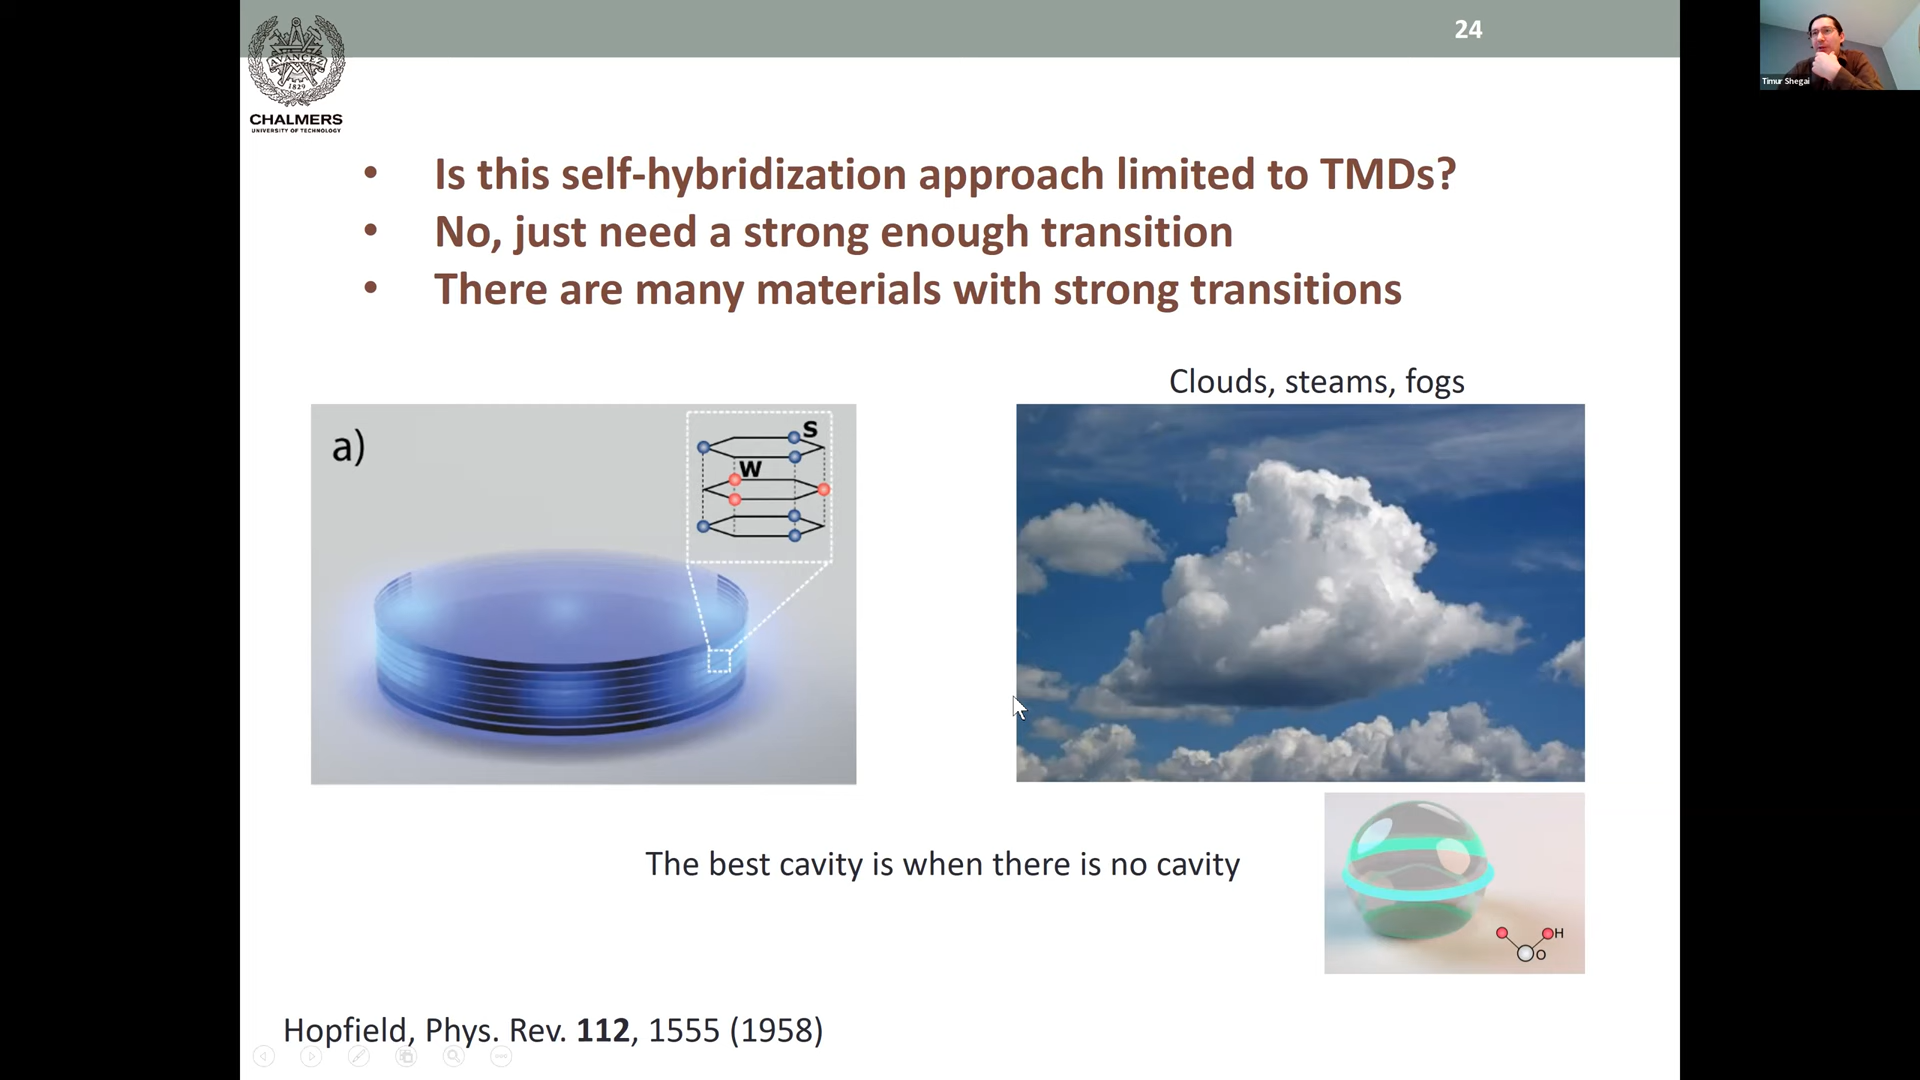 24
AVANCEZ
1829
CHALMERS
UNIVERSITY OF TECHNOLOGY
Timur Shegai
• Is this self-hybridization approach limited to TMDs?
• No, just need a strong enough transition
• There are many materials with strong transitions
Clouds, steams, fogs
a)
S
W
The best cavity is when there is no cavity
H
O
Hopfield, Phys. Rev. 112, 1555 (1958)